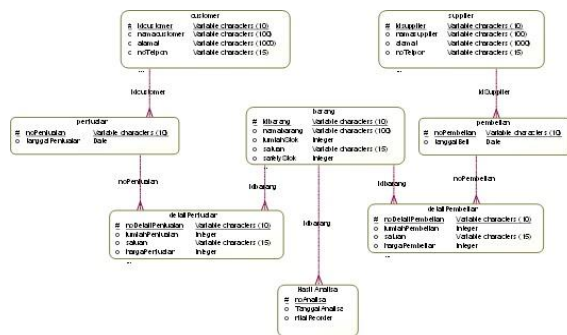 customer
# idcustomer Variable characters (10)
o namacustomer Variable characters (100)
o alamat Variable characters (1000)
o noTelpon Variable characters (15)
...
supplier
# idsupplier Variable characters (10)
o namasupplier Variable characters (100)
o alamat Variable characters (1000)
o noTelpon Variable characters (15)
...
idcustomer
idSupplier
penjualan
# noPenjualan Variable characters (10)
o tanggalPenjualan Date
barang
# idbarang Variable characters (10)
o namabarang Variable characters (100)
o jumlahStok Integer
o satuan Variable characters (15)
o safetyStok Integer
...
pembelian
# noPembelian Variable characters (10)
o tanggalBeli Date
noPenjualan
idbarang
idbarang
noPembelian
detailPenjualan
# noDetailPenjualan Variable characters (10)
o jumlahPenjualan Integer
o satuan Variable characters (15)
o hargaPenjualan Integer
...
idbarang
detailPembelian
# noDetailPembelian Variable characters (10)
o jumlahPembelian Integer
o satuan Variable characters (15)
o hargaPembelian Integer
...
Hasil Analisa
# noAnalisa
o TanggalAnalisa
o nilaiReorder